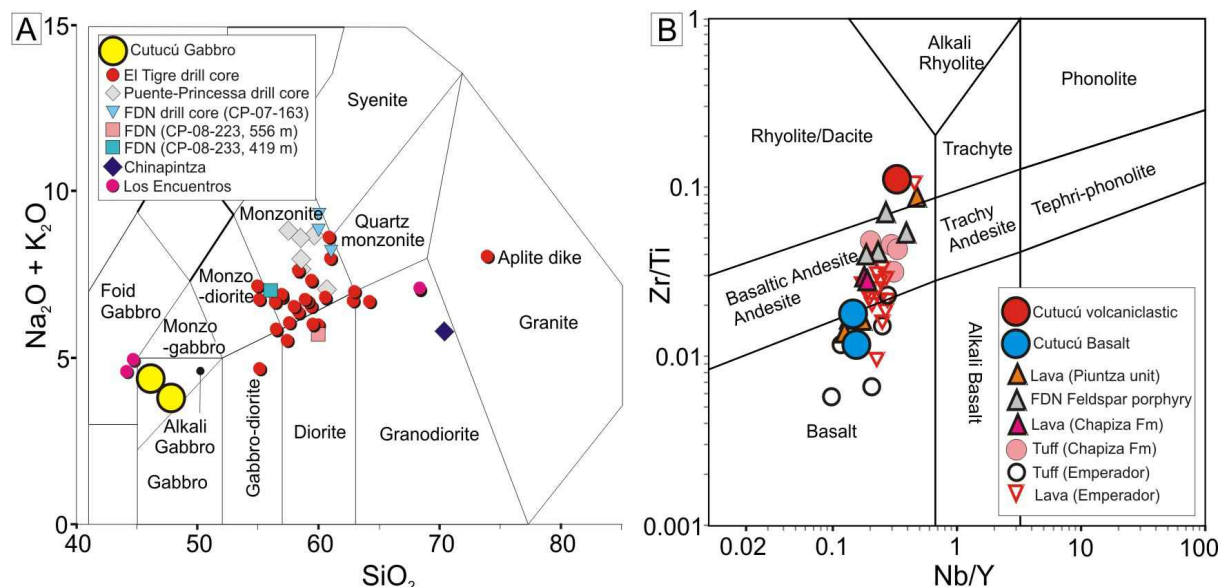 A
15
10
5
0
Na₂O + K₂O
Cutucú Gabbro
El Tigre drill core
Puente-Princessa drill core
FDN drill core (CP-07-163)
FDN (CP-08-223, 556 m)
FDN (CP-08-233, 419 m)
Chinapintza
Los Encuentros
Syenite
Monzonite
Quartz
monzonite
Aplite dike
Foid
Gabbro
Monzo
-diorite
Monzo
-gabbro
Granite
Alkali
Gabbro
Gabbro
Gabbro-diorite
Diorite
Granodiorite
40
50
60
70
80
SiO₂
B
1
0.1
0.01
0.001
Zr/Ti
Alkali
Rhyolite
Phonolite
Rhyolite/Dacite
Trachyte
Tephri-phonolite
Trachy
Andesite
Basaltic Andesite
Andesite
Basalt
Alkali Basalt
Cutucú volcaniclastic
Cutucú Basalt
Lava (Piuntza unit)
FDN Feldspar porphyry
Lava (Chapiza Fm)
Tuff (Chapiza Fm)
Tuff (Emperador)
Lava (Emperador)
0.02
0.1
1
10
100
Nb/Y